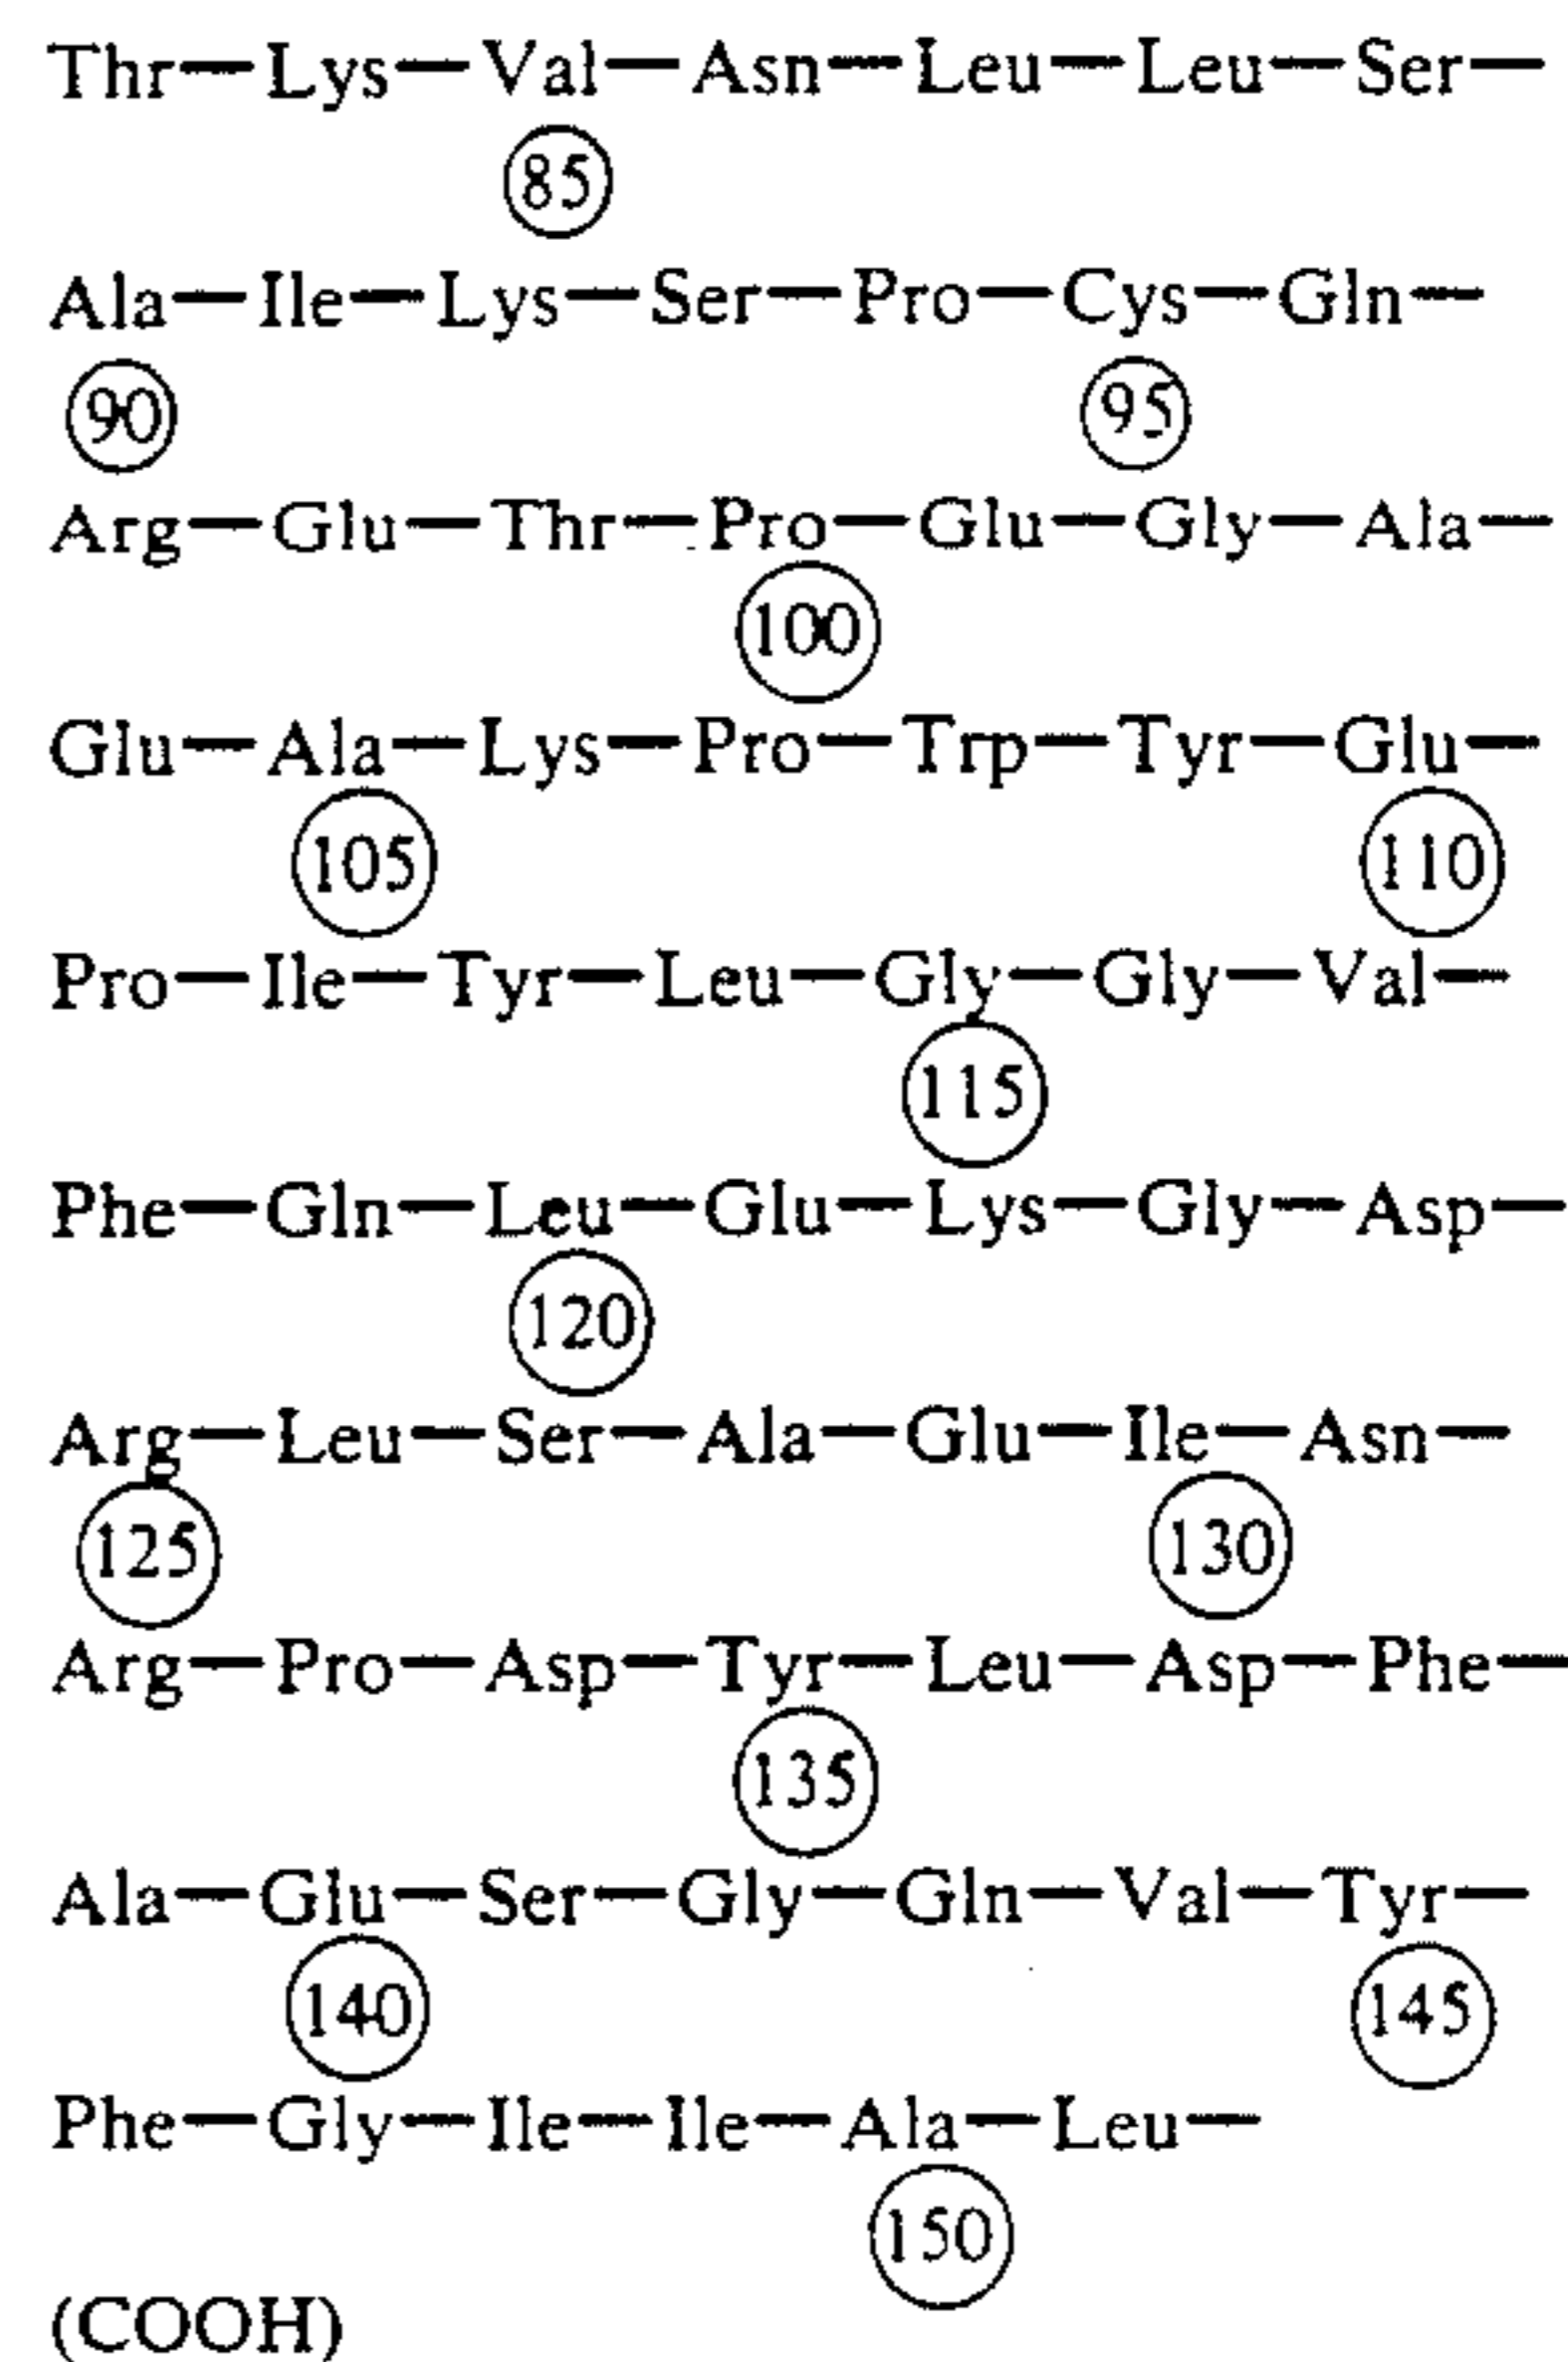 Thr—Lys—Val—Asn—Leu—Leu—Ser—
85
Ala—Ile—Lys—Ser—Pro—Cys—Gln—
90 95
Arg—Glu—Thr—Pro—Glu—Gly—Ala—
100
Glu—Ala—Lys—Pro—Trp—Tyr—Glu—
105 110
Pro—Ile—Tyr—Leu—Gly—Gly—Val—
115
Phe—Gln—Leu—Glu—Lys—Gly—Asp—
120
Arg—Leu—Ser—Ala—Glu—Ile—Asn—
125 130
Arg—Pro—Asp—Tyr—Leu—Asp—Phe—
135
Ala—Glu—Ser—Gly—Gln—Val—Tyr—
140 145
Phe—Gly—Ile—Ile—Ala—Leu—
150
(COOH)